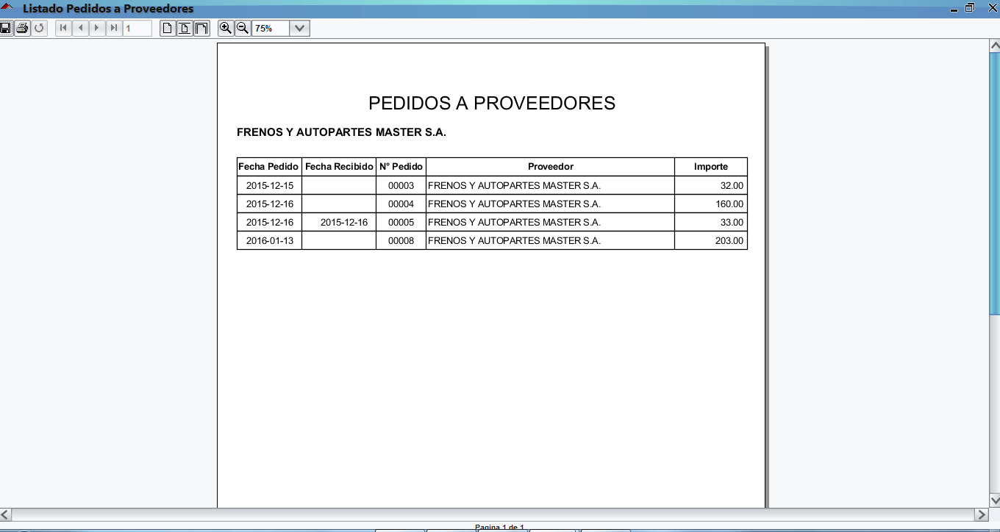 Listado Pedidos a Proveedores
1
75%
PEDIDOS A PROVEEDORES
FRENOS Y AUTOPARTES MASTER S.A.
Fecha Pedido Fecha Recibido N° Pedido Proveedor Importe
2015-12-15 00003 FRENOS Y AUTOPARTES MASTER S.A. 32.00
2015-12-16 00004 FRENOS Y AUTOPARTES MASTER S.A. 160.00
2015-12-16 2015-12-16 00005 FRENOS Y AUTOPARTES MASTER S.A. 33.00
2016-01-13 00008 FRENOS Y AUTOPARTES MASTER S.A. 203.00
Pagina 1 de 1